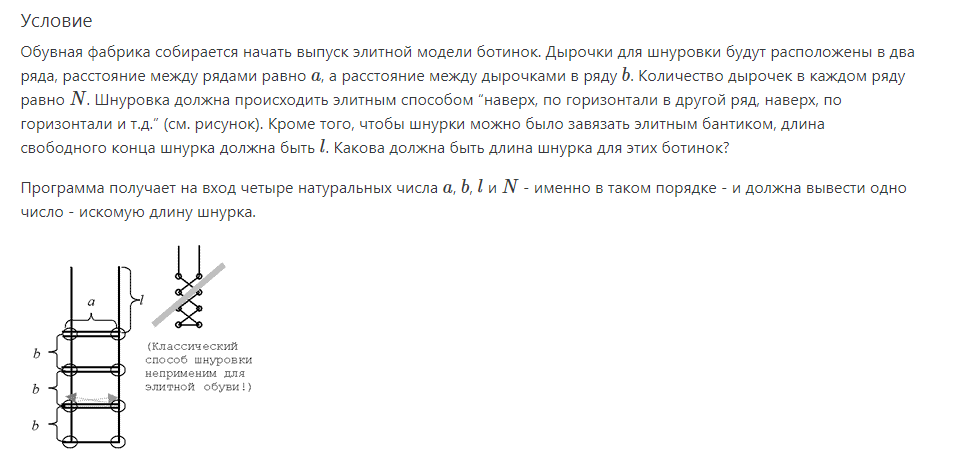 Условие
Обувная фабрика собирается начать выпуск элитной модели ботинок. Дырочки для шнуровки будут расположены в два
ряда, расстояние между рядами равно a, а расстояние между дырочками в ряду b. Количество дырочек в каждом ряду
равно N. Шнуровка должна происходить элитным способом “наверх, по горизонтали в другой ряд, наверх, по
горизонтали и т.д.” (см. рисунок). Кроме того, чтобы шнурки можно было завязать элитным бантиком, длина
свободного конца шнурка должна быть l. Какова должна быть длина шнурка для этих ботинок?
Программа получает на вход четыре натуральных числа a, b, l и N - именно в таком порядке - и должна вывести одно
число - искомую длину шнурка.
a
l
b
b
b
(Классический
способ шнуровки
неприменим для
элитной обуви!)